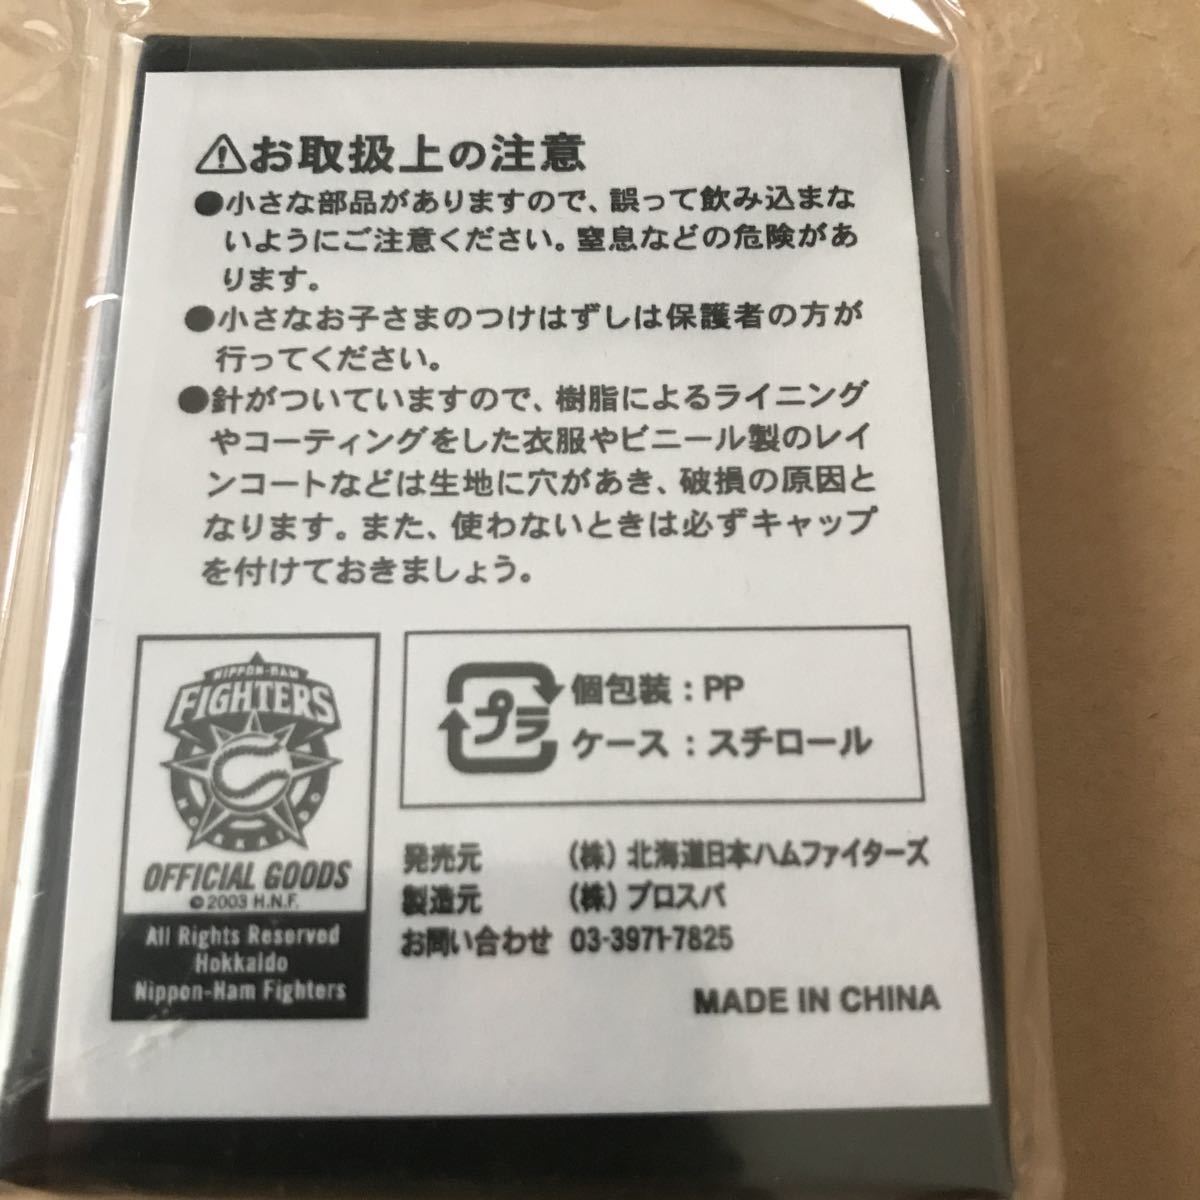 お取扱上の注意
●小さな部品がありますので、誤って飲み込まな
いようにご注意ください。窒息などの危険があ
ります。
●小さなお子さまのつけはずしは保護者の方が
行ってください。
●針がついていますので、樹脂によるライニング
やコーティングをした衣服やビニール製のレイ
ンコートなどは生地に穴があき、破損の原因と
なります。また、使わないときは必ずキャップ
を付けておきましょう。
NIPPON-HAM
FIGHTERS
HOKKAIDO
OFFICIAL GOODS
©2003 H.N.F.
All Rights Reserved
Hokkaido
Nippon-Ham Fighters
プラ
個包装：PP
ケース：スチロール
発売元 (株)北海道日本ハムファイターズ
製造元 (株)プロスパ
お問い合わせ 03-3971-7825
MADE IN CHINA